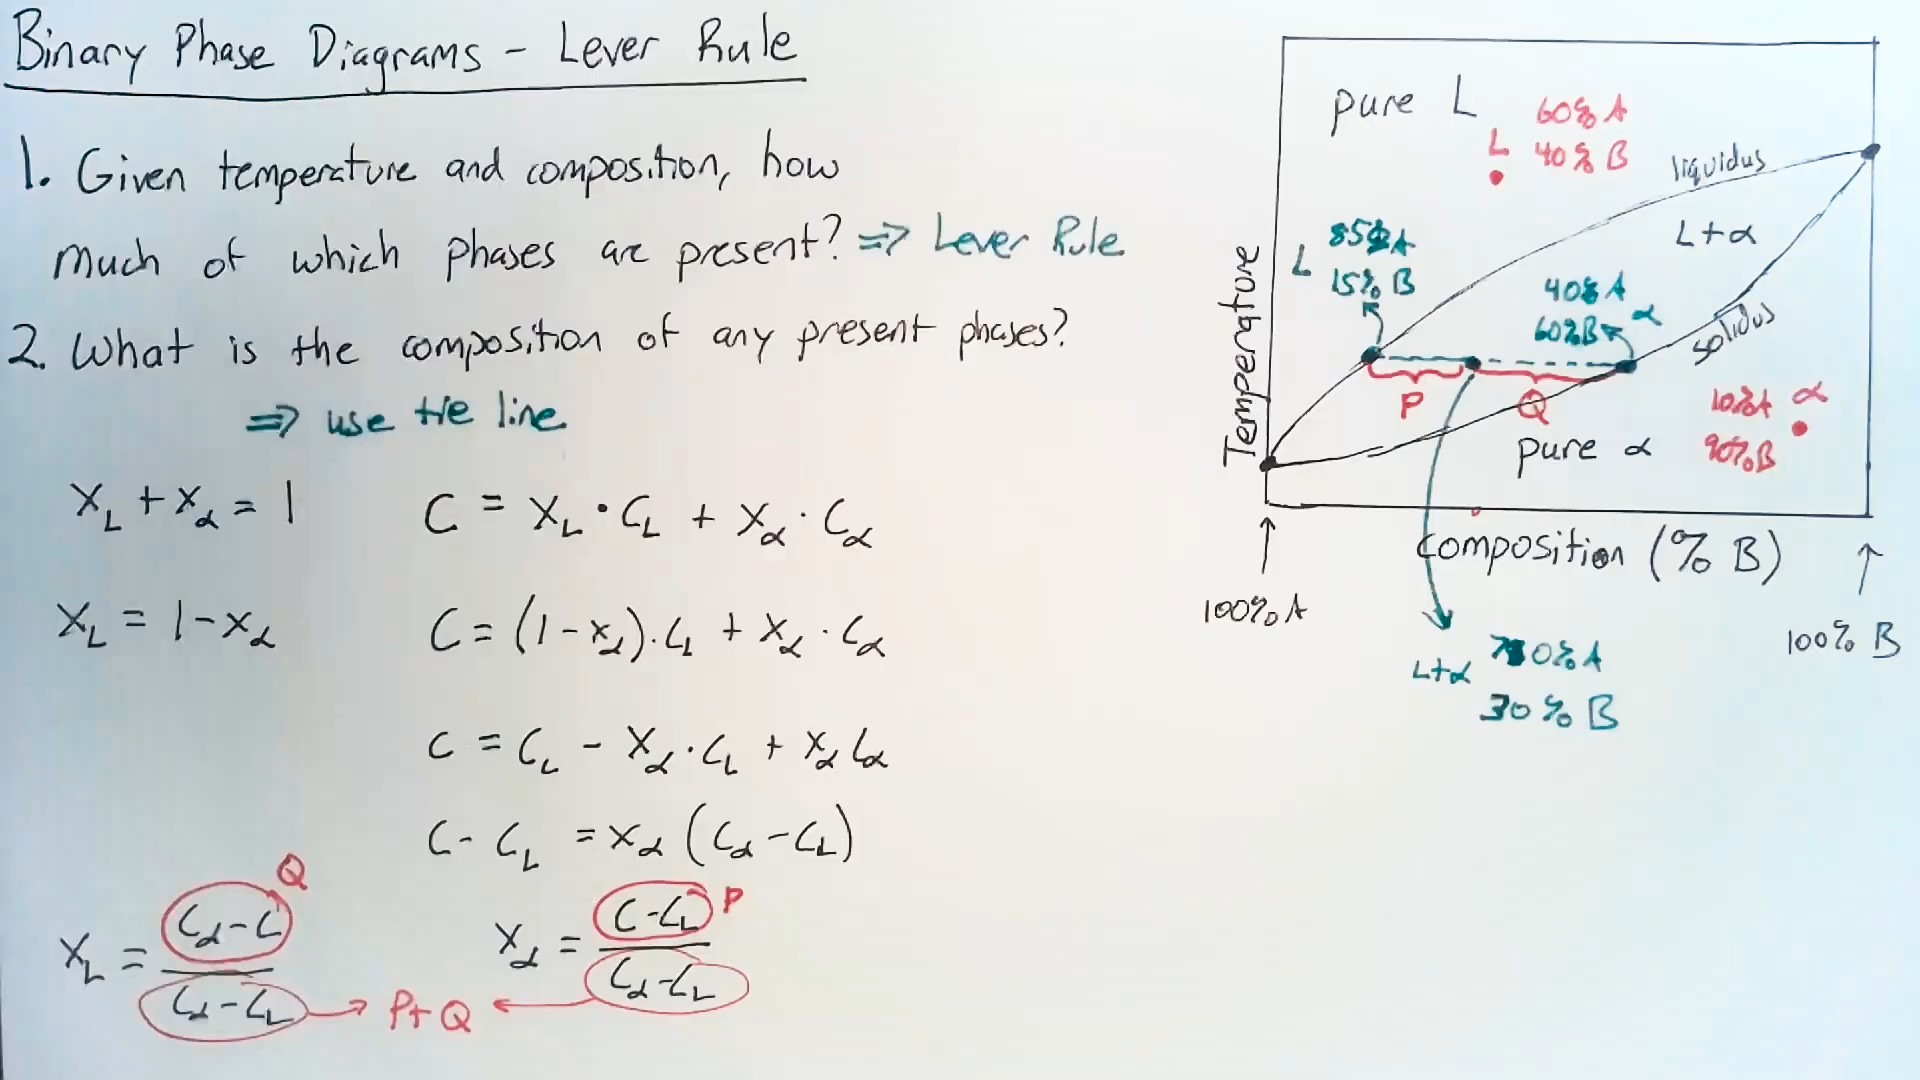 Binary Phase Diagrams - Lever Rule
1. Given temperature and composition, how
much of which phases are present? ⇒ Lever Rule
2. What is the composition of any present phases?
⇒ use tie line
X_L + X_α = 1
C = X_L · C_L + X_α · C_α
X_L = 1 - X_α
C = (1 - X_α) · C_L + X_α · C_α
C = C_L - X_α · C_L + X_α C_α
C - C_L = X_α (C_α - C_L)
X_L = (C_α - C) / (C_α - C_L)
Q
X_α = (C - C_L) / (C_α - C_L)
P
→ P+Q ←
pure L
L
60% A
40% B
liquidus
L+α
L
85% A
15% B
40% A
60% B
α
solidus
P
Q
10% A
90% B
α
pure α
Temperature
composition (% B)
100% A
100% B
L+α
70% A
30% B